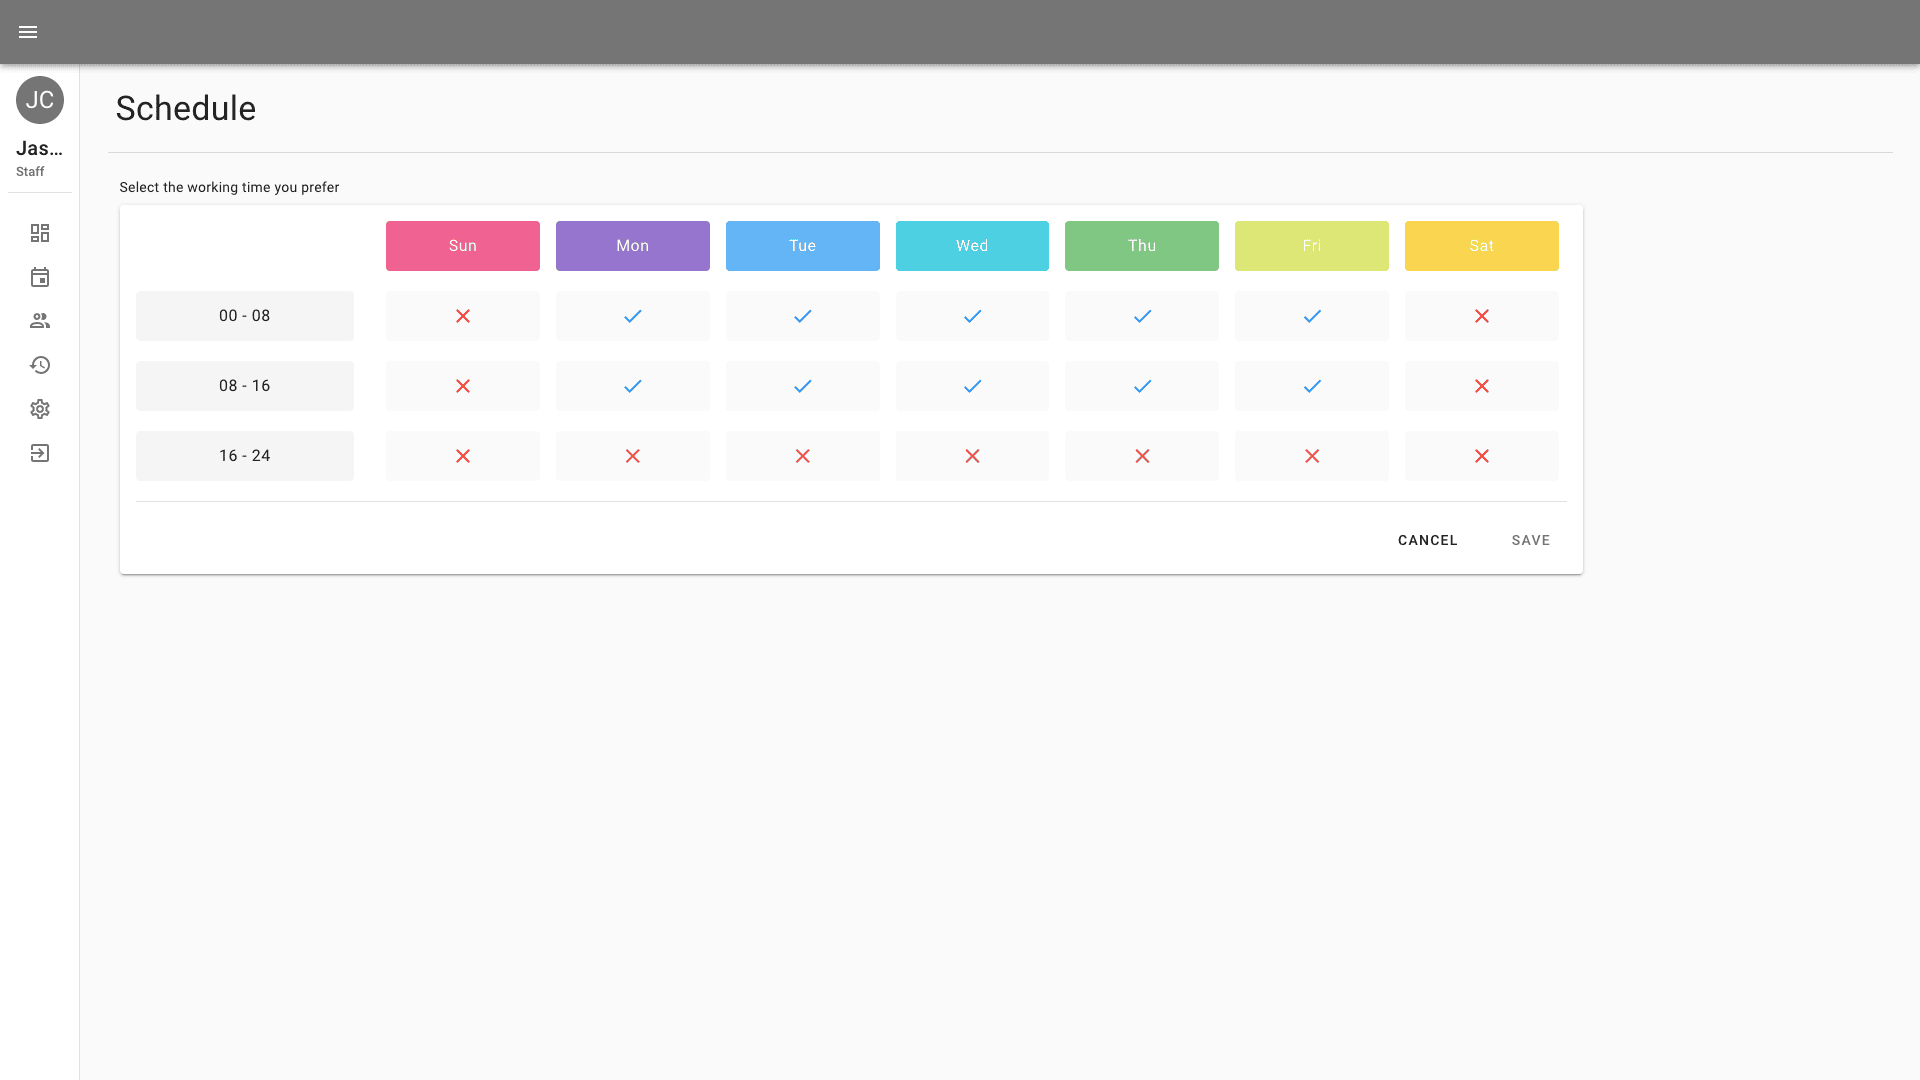 JC
Jas...
Staff
Schedule
Select the working time you prefer
Sun Mon Tue Wed Thu Fri Sat
00 - 08
08 - 16
16 - 24
CANCEL SAVE